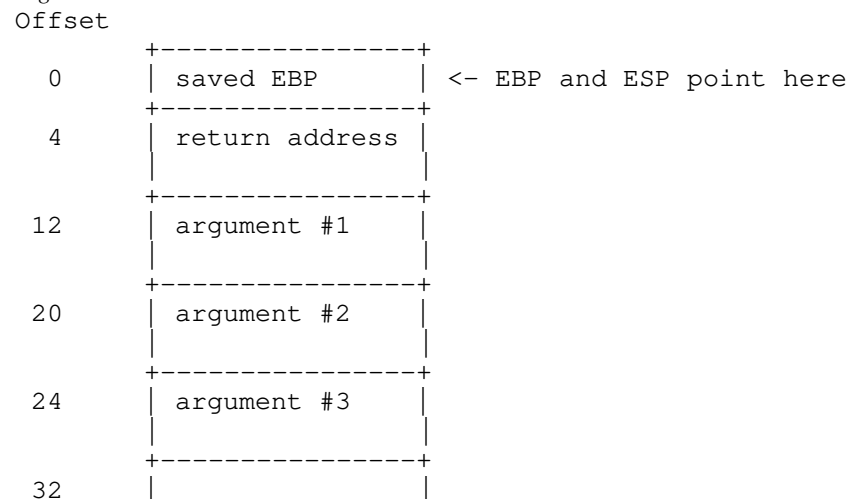 Offset
0 saved EBP <- EBP and ESP point here
4 return address
12 argument #1
20 argument #2
24 argument #3
32